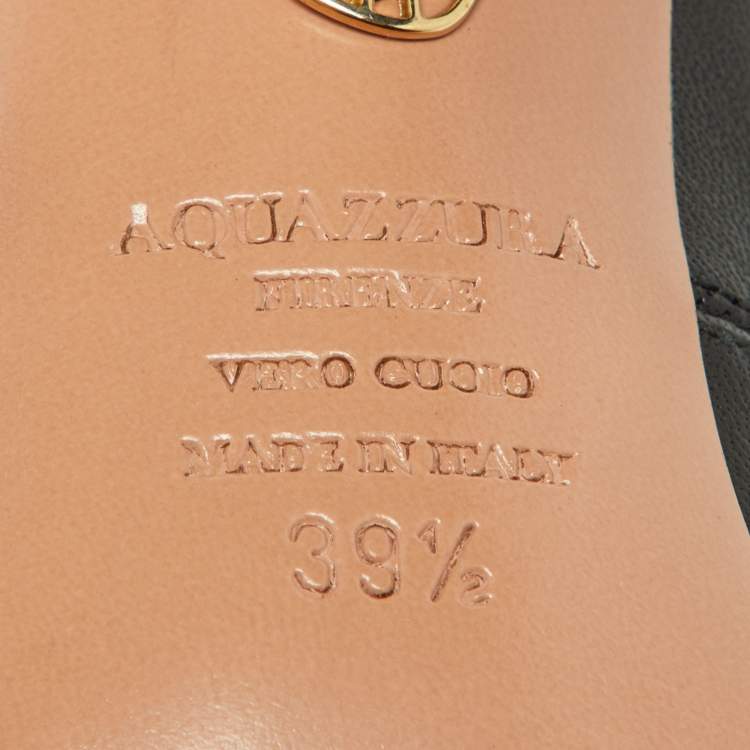 AQUAZZURA
FIRENZE
VERO CUOIO
MADE IN ITALY
39½